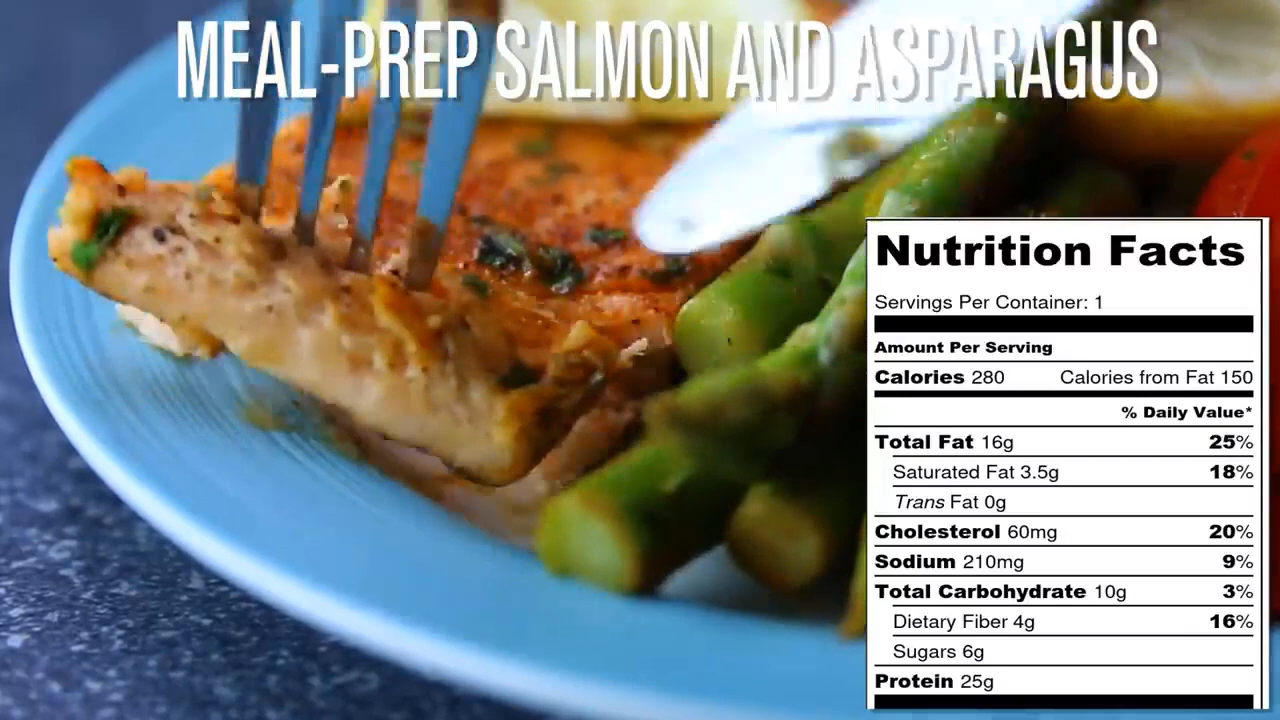 MEAL-PREP SALMON AND ASPARAGUS
Nutrition Facts
Servings Per Container: 1
Amount Per Serving
Calories 280 Calories from Fat 150
% Daily Value*
Total Fat 16g 25%
Saturated Fat 3.5g 18%
Trans Fat 0g
Cholesterol 60mg 20%
Sodium 210mg 9%
Total Carbohydrate 10g 3%
Dietary Fiber 4g 16%
Sugars 6g
Protein 25g